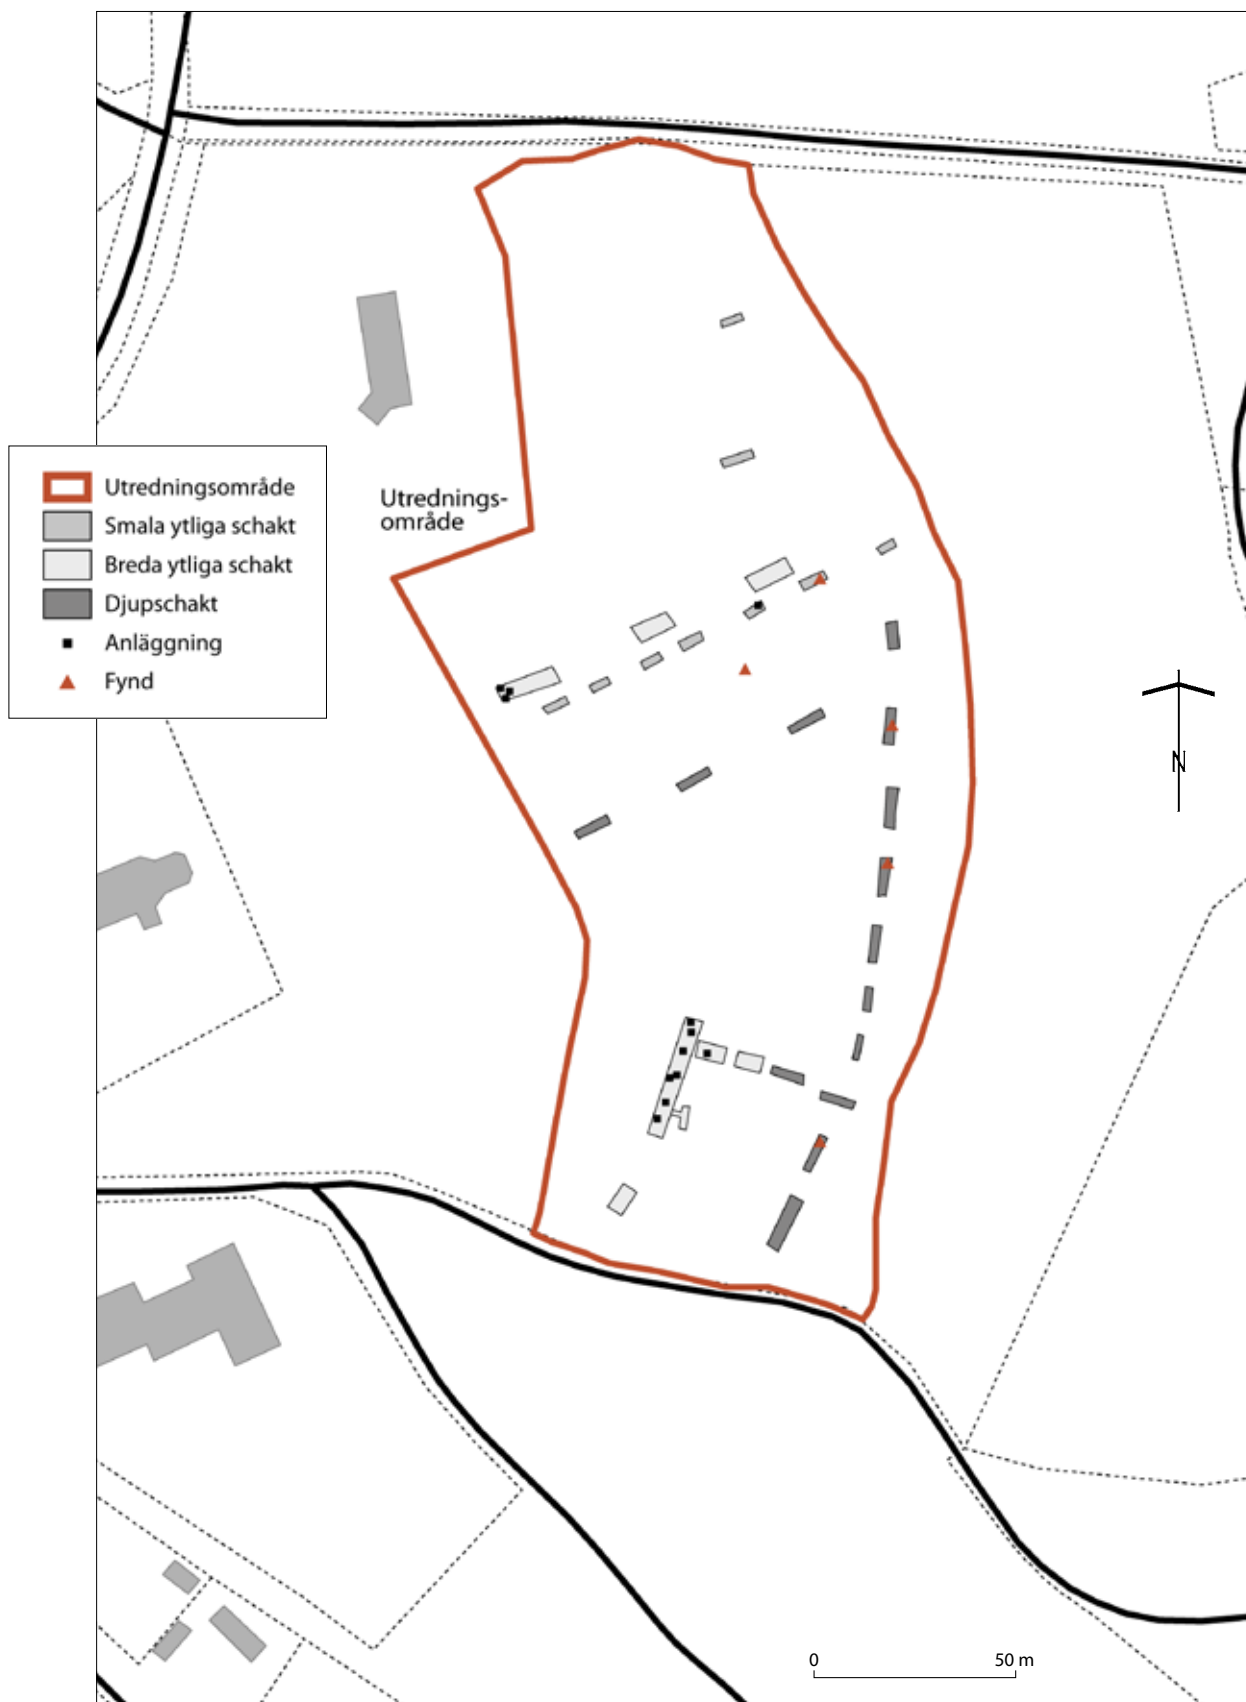 Utredningsområde
Smala ytliga schakt
Breda ytliga schakt
Djupschakt
Anläggning
Fynd
Utrednings-
område
N
0 50 m